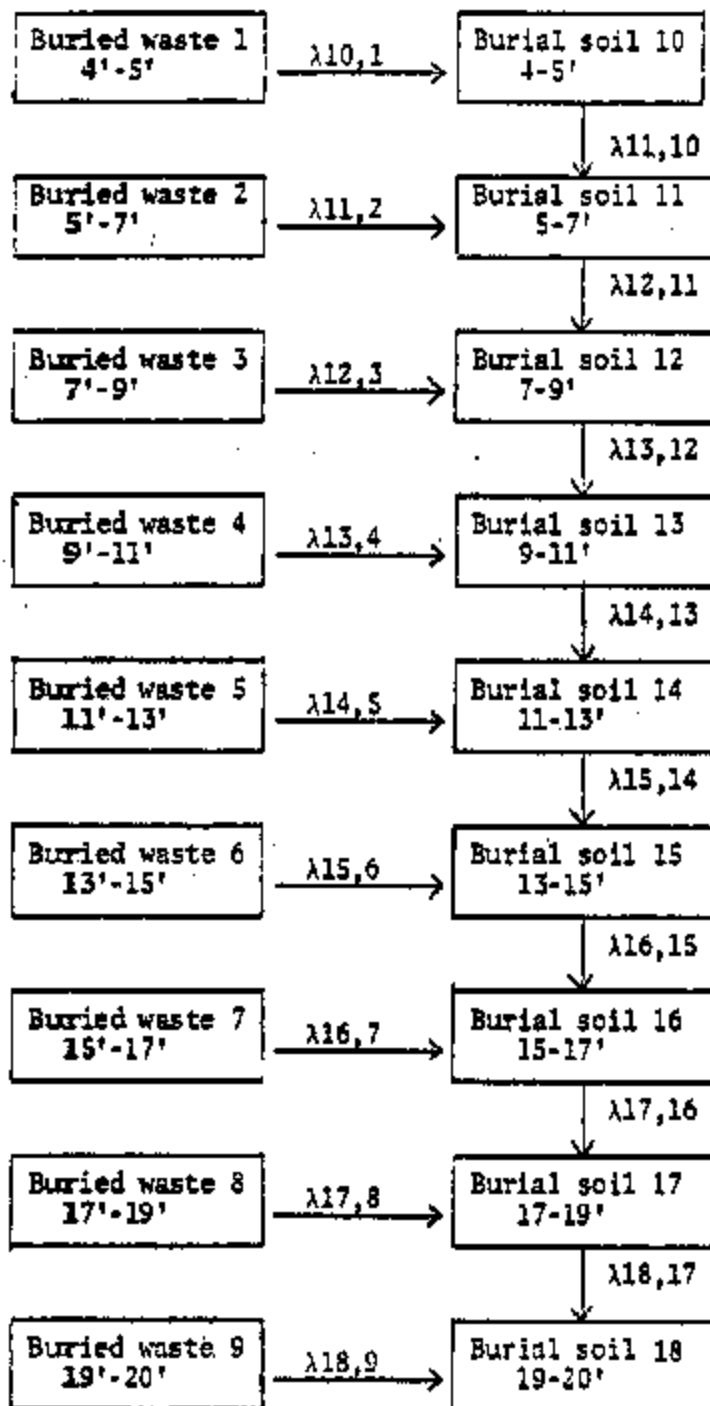 Buried waste 1
4'-5'
λ10,1
Burial soil 10
4-5'
λ11,10
Buried waste 2
5'-7'
λ11,2
Burial soil 11
5-7'
λ12,11
Buried waste 3
7'-9'
λ12,3
Burial soil 12
7-9'
λ13,12
Buried waste 4
9'-11'
λ13,4
Burial soil 13
9-11'
λ14,13
Buried waste 5
11'-13'
λ14,5
Burial soil 14
11-13'
λ15,14
Buried waste 6
13'-15'
λ15,6
Burial soil 15
13-15'
λ16,15
Buried waste 7
15'-17'
λ16,7
Burial soil 16
15-17'
λ17,16
Buried waste 8
17'-19'
λ17,8
Burial soil 17
17-19'
λ18,17
Buried waste 9
19'-20'
λ18,9
Burial soil 18
19-20'